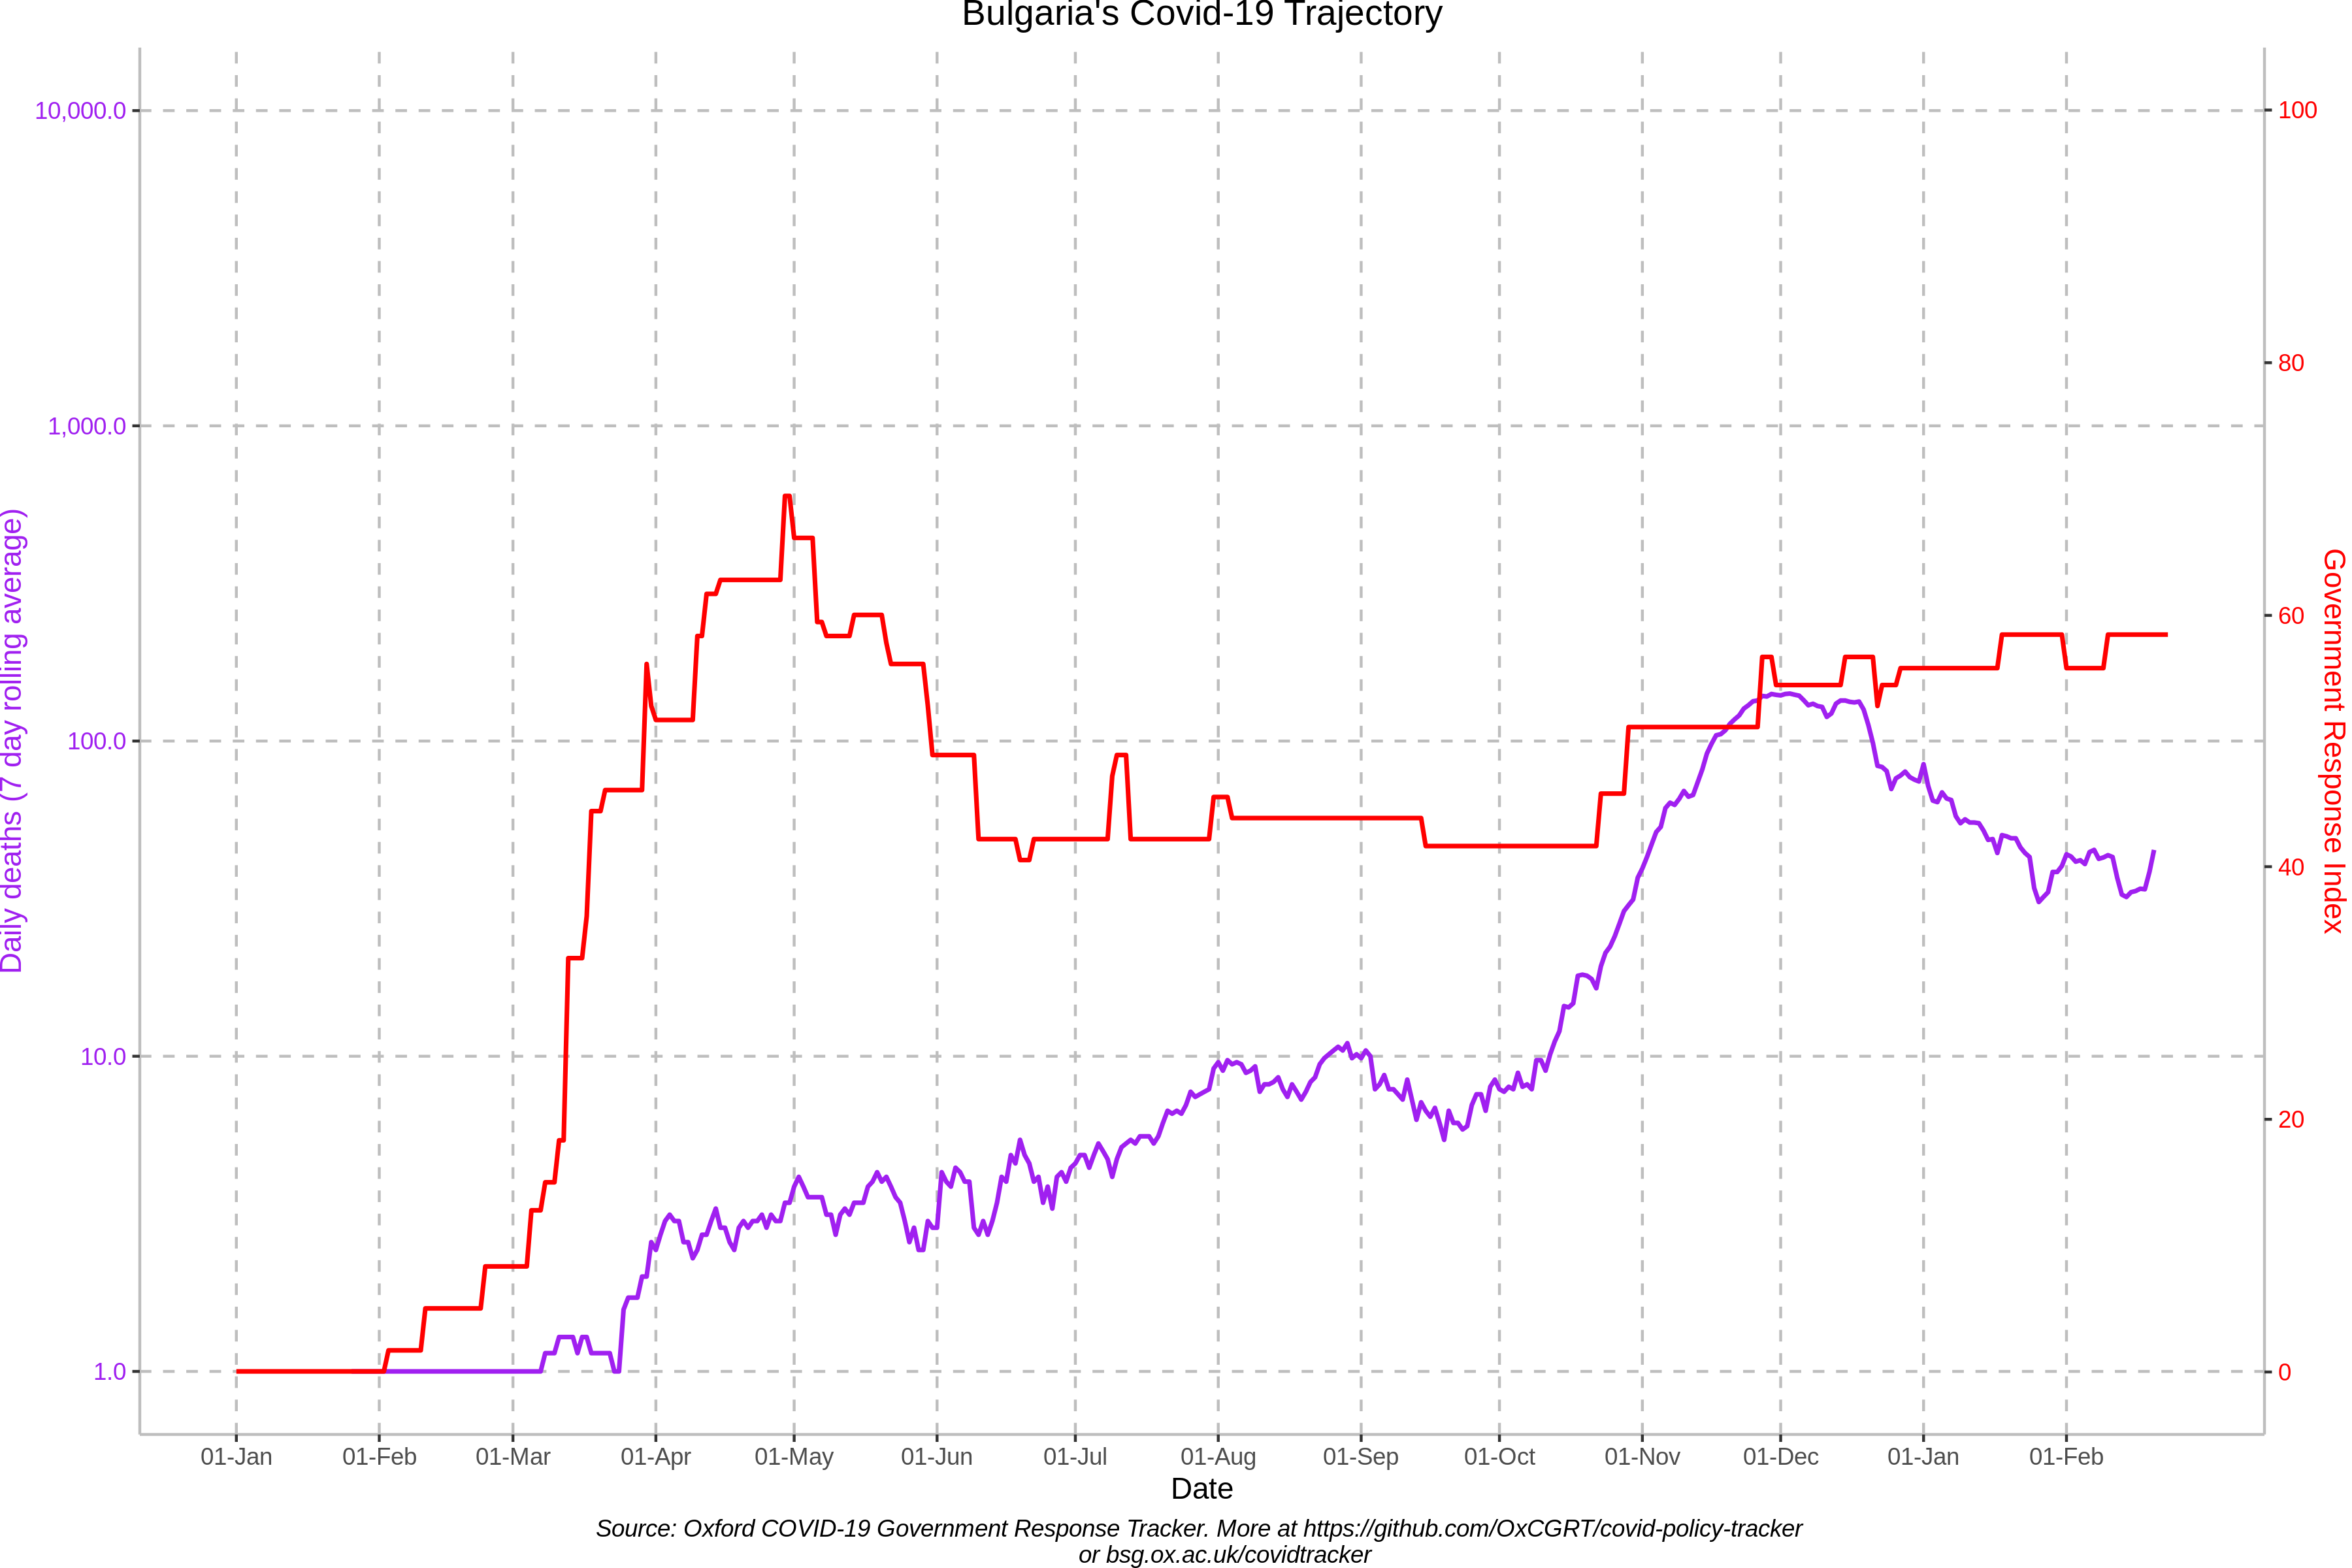 Bulgaria's Covid-19 Trajectory
10,000.0
1,000.0
100.0
10.0
1.0
Daily deaths (7 day rolling average)
100
80
60
40
20
0
Government Response Index
01-Jan 01-Feb 01-Mar 01-Apr 01-May 01-Jun 01-Jul 01-Aug 01-Sep 01-Oct 01-Nov 01-Dec 01-Jan 01-Feb
Date
Source: Oxford COVID-19 Government Response Tracker. More at https://github.com/OxCGRT/covid-policy-tracker
or bsg.ox.ac.uk/covidtracker